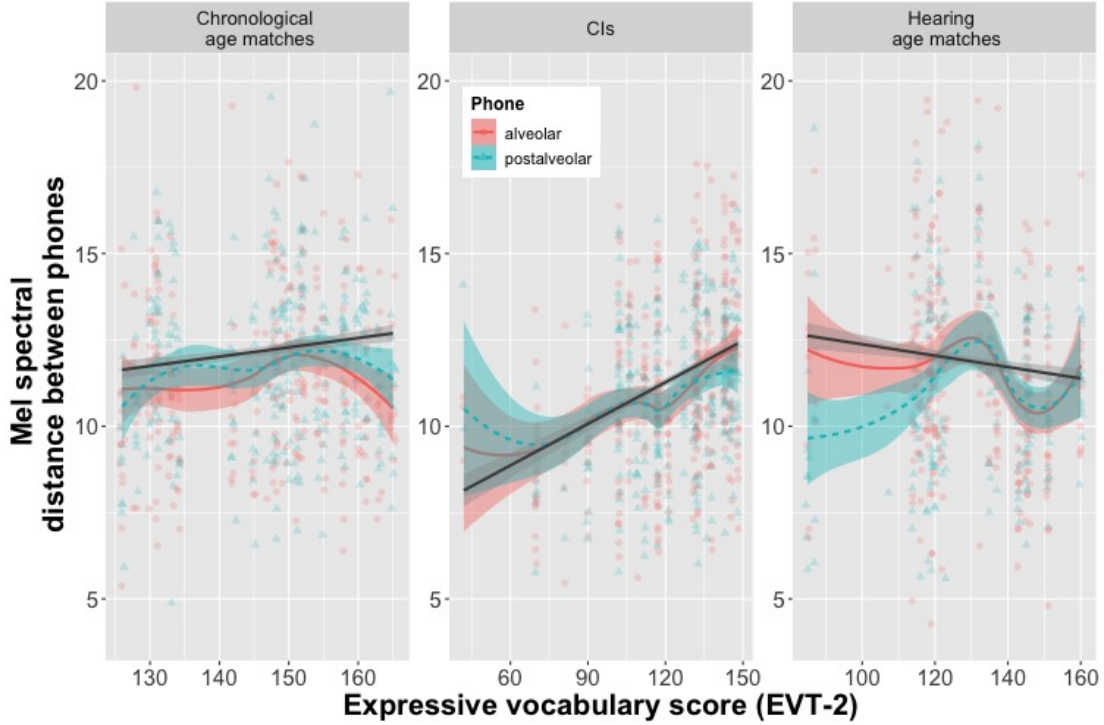 Chronological
age matches
CIs
Hearing
age matches
Phone
alveolar
postalveolar
Mel spectral
distance between phones
20
15
10
5
20
15
10
5
20
15
10
5
130 140 150 160
60 90 120 150
100 120 140 160
Expressive vocabulary score (EVT-2)